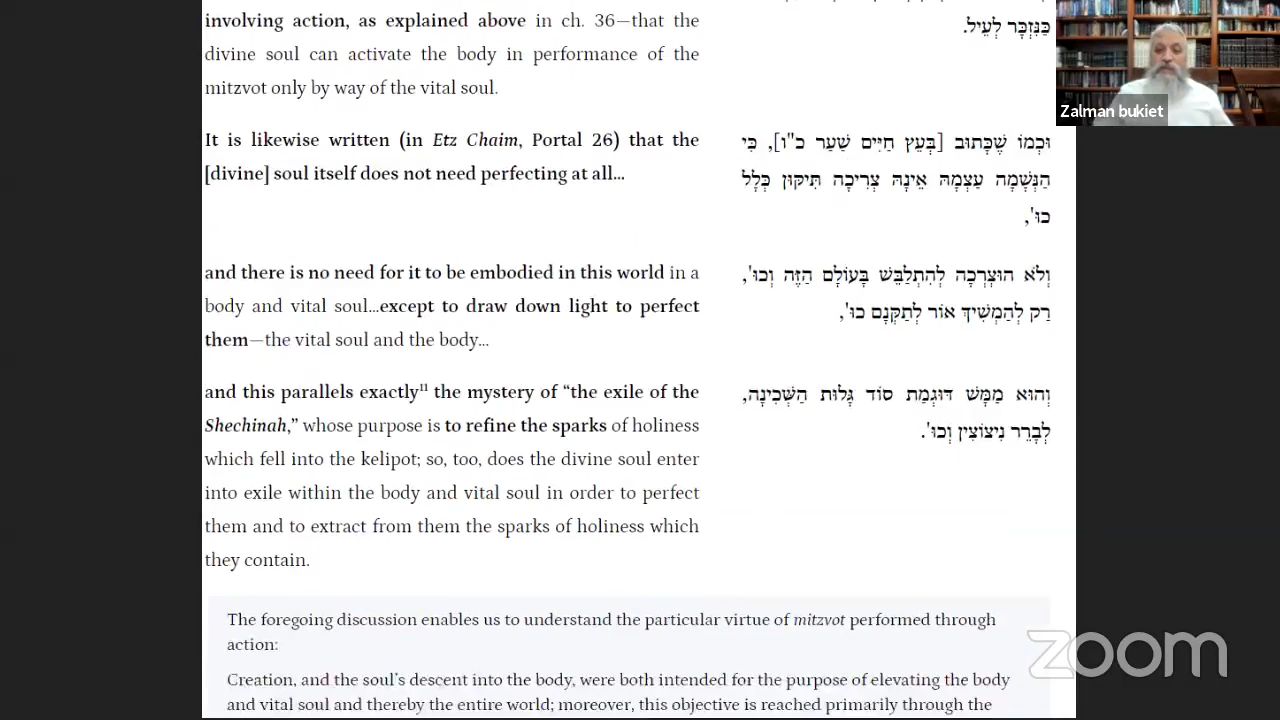 involving action, as explained above in ch. 36—that the
divine soul can activate the body in performance of the
mitzvot only by way of the vital soul.
כַּנִּזְכָּר לְעֵיל.
Zalman bukiet
It is likewise written (in Etz Chaim, Portal 26) that the
[divine] soul itself does not need perfecting at all…
וּכְמוֹ שֶׁכָּתוּב [בְּעֵץ חַיִּים שַׁעַר כ"ו], כִּי
הַנְּשָׁמָה עַצְמָהּ אֵינָהּ צְרִיכָה תִּיקּוּן כְּלָל
כוּ',
and there is no need for it to be embodied in this world in a
body and vital soul…except to draw down light to perfect
them—the vital soul and the body…
וְלֹא הוּצְרְכָה לְהִתְלַבֵּשׁ בָּעוֹלָם הַזֶּה וְכוּ',
רַק לְהַמְשִׁיךְ אוֹר לְתַקְּנָם כוּ',
and this parallels exactly¹¹ the mystery of “the exile of the
Shechinah,” whose purpose is to refine the sparks of holiness
which fell into the kelipot; so, too, does the divine soul enter
into exile within the body and vital soul in order to perfect
them and to extract from them the sparks of holiness which
they contain.
וְהוּא מַמָּשׁ דּוּגְמַת סוֹד גָּלוּת הַשְּׁכִינָה,
לְבָרֵר נִיצוֹצִין וְכוּ'.
The foregoing discussion enables us to understand the particular virtue of mitzvot performed through
action:
Creation, and the soul’s descent into the body, were both intended for the purpose of elevating the body
and vital soul and thereby the entire world; moreover, this objective is reached primarily through the
zoom